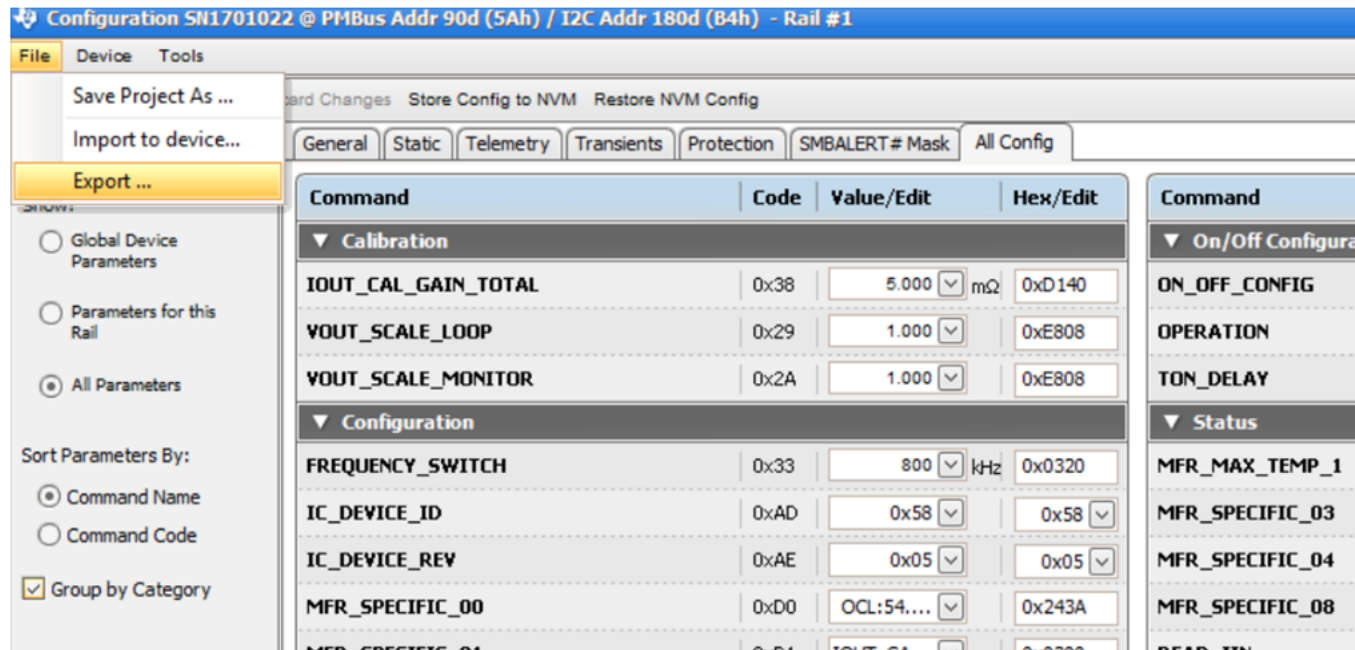 Configuration SN1701022 @ PMBus Addr 90d (5Ah) / I2C Addr 180d (B4h) - Rail #1
File Device Tools
Save Project As ...
Import to device...
Export ...
Changes Store Config to NVM Restore NVM Config
General Static Telemetry Transients Protection SMBALERT# Mask All Config
Show:
Global Device
Parameters
Parameters for this
Rail
All Parameters
Sort Parameters By:
Command Name
Command Code
Group by Category
Command Code Value/Edit Hex/Edit
Calibration
IOUT_CAL_GAIN_TOTAL 0x38 5.000 mΩ 0xD140
VOUT_SCALE_LOOP 0x29 1.000 0xE808
VOUT_SCALE_MONITOR 0x2A 1.000 0xE808
Configuration
FREQUENCY_SWITCH 0x33 800 kHz 0x0320
IC_DEVICE_ID 0xAD 0x58 0x58
IC_DEVICE_REV 0xAE 0x05 0x05
MFR_SPECIFIC_00 0xD0 OCL:54.... 0x243A
Command
On/Off Configura
ON_OFF_CONFIG
OPERATION
TON_DELAY
Status
MFR_MAX_TEMP_1
MFR_SPECIFIC_03
MFR_SPECIFIC_04
MFR_SPECIFIC_08